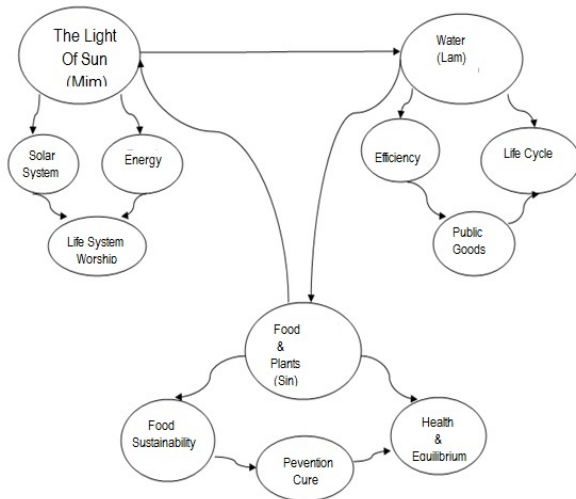 The Light
Of Sun
(Mim)
Water
(Lam)
Solar
System
Energy
Life System
Worship
Efficiency
Life Cycle
Public
Goods
Food
&
Plants
(Sin)
Food
Sustainability
Pevention
Cure
Health
&
Equilibrium